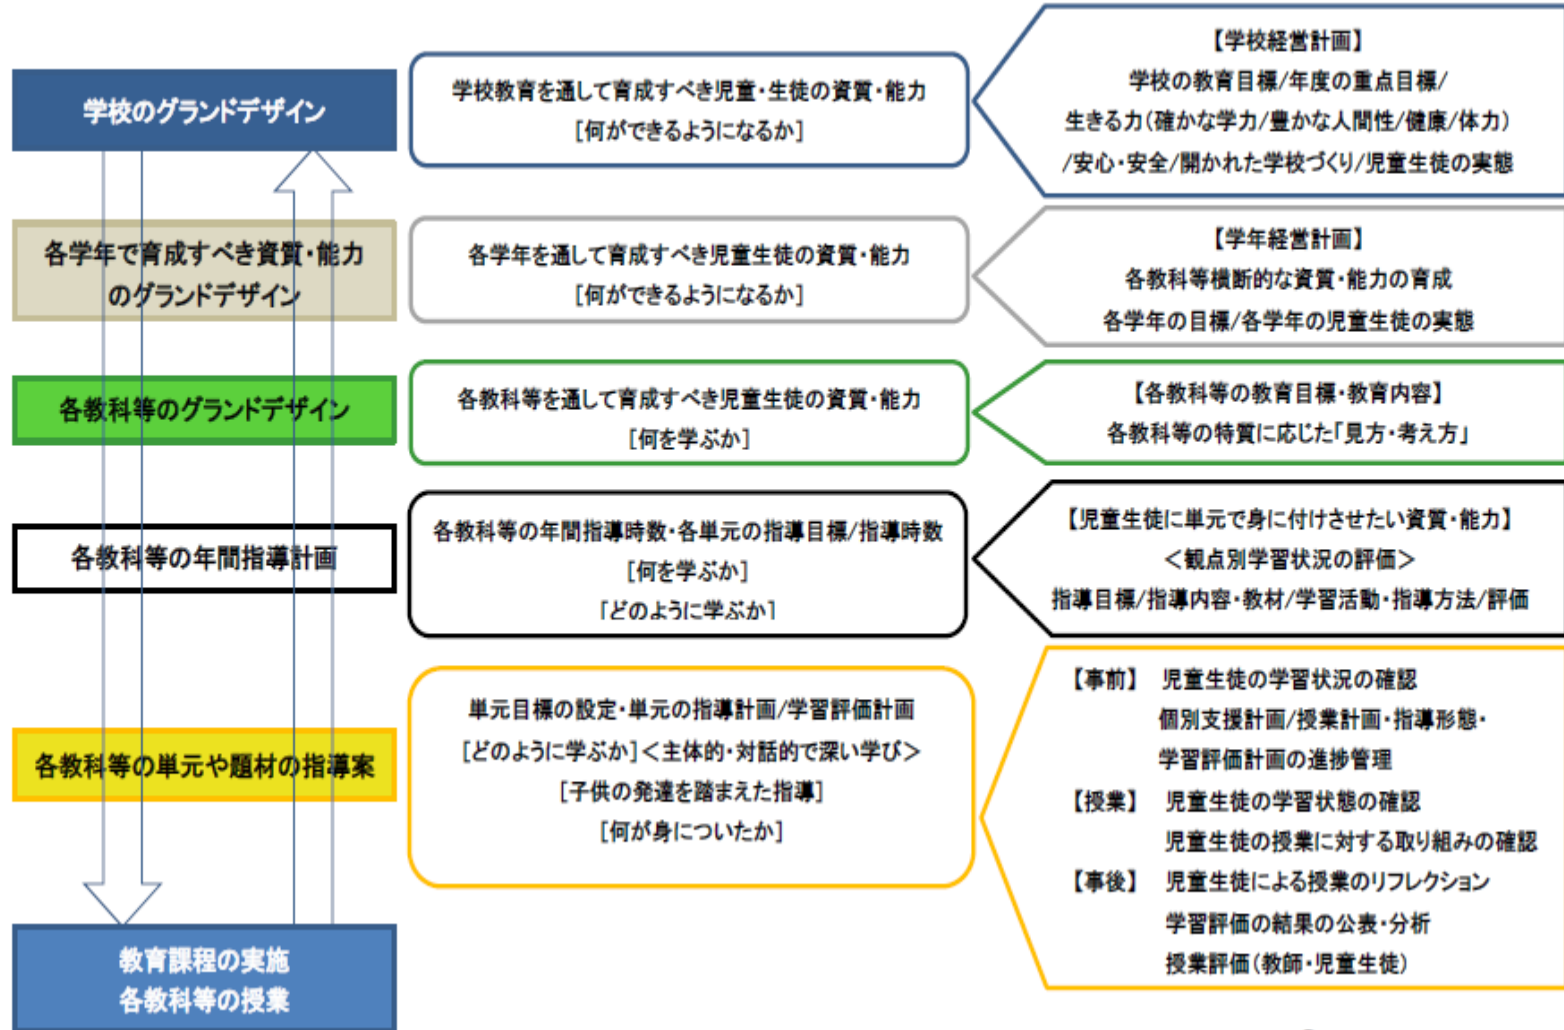 学校のグランドデザイン
学校教育を通して育成すべき児童・生徒の資質・能力
[何ができるようになるか]
【学校経営計画】
学校の教育目標/年度の重点目標/
生きる力(確かな学力/豊かな人間性/健康/体力)
/安心・安全/開かれた学校づくり/児童生徒の実態
各学年で育成すべき資質・能力
のグランドデザイン
各学年を通して育成すべき児童生徒の資質・能力
[何ができるようになるか]
【学年経営計画】
各教科等横断的な資質・能力の育成
各学年の目標/各学年の児童生徒の実態
各教科等のグランドデザイン
各教科等を通して育成すべき児童生徒の資質・能力
[何を学ぶか]
【各教科等の教育目標・教育内容】
各教科等の特質に応じた「見方・考え方」
各教科等の年間指導計画
各教科等の年間指導時数・各単元の指導目標/指導時数
[何を学ぶか]
[どのように学ぶか]
【児童生徒に単元で身に付けさせたい資質・能力】
<観点別学習状況の評価>
指導目標/指導内容・教材/学習活動・指導方法/評価
各教科等の単元や題材の指導案
単元目標の設定・単元の指導計画/学習評価計画
[どのように学ぶか]<主体的・対話的で深い学び>
[子供の発達を踏まえた指導]
[何が身についたか]
【事前】 児童生徒の学習状況の確認
個別支援計画/授業計画・指導形態・
学習評価計画の進捗管理
【授業】 児童生徒の学習状態の確認
児童生徒の授業に対する取り組みの確認
【事後】 児童生徒による授業のリフレクション
学習評価の結果の公表・分析
授業評価(教師・児童生徒)
教育課程の実施
各教科等の授業